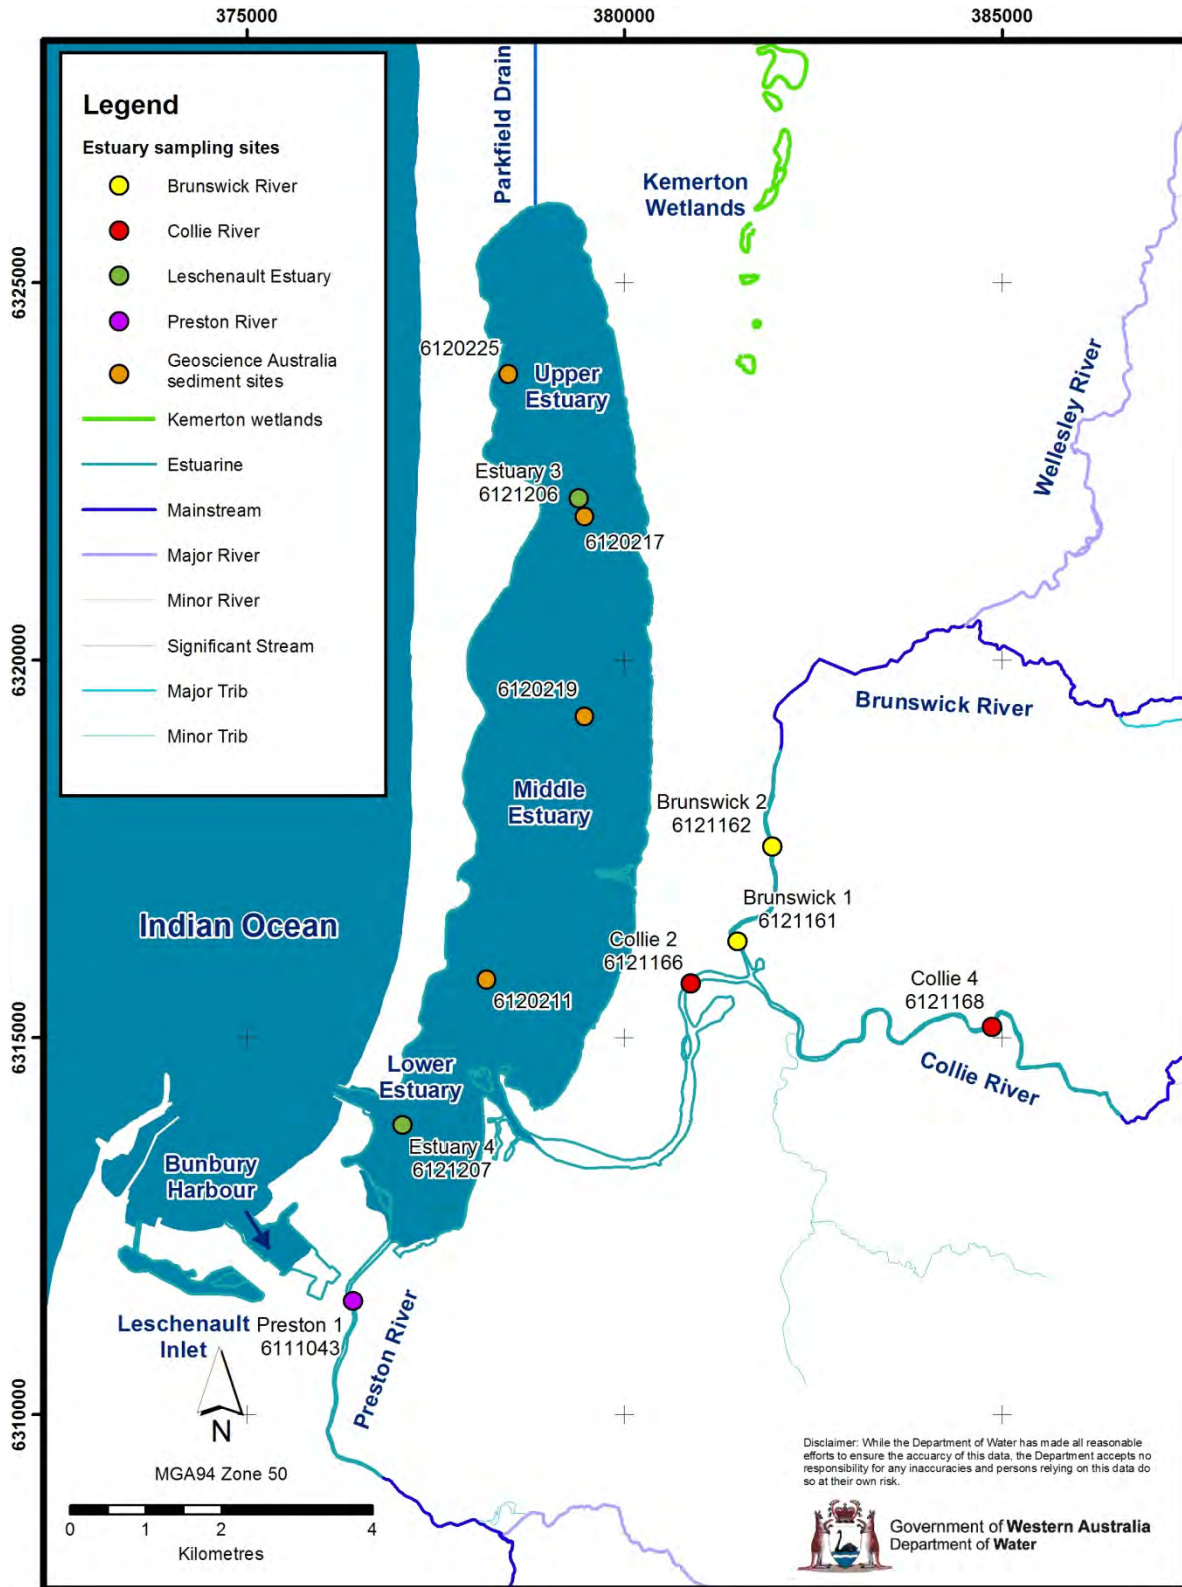 375000
380000
385000
Legend
Estuary sampling sites
Brunswick River
Collie River
Leschenault Estuary
Preston River
Geoscience Australia
sediment sites
Kemerton wetlands
Estuarine
Mainstream
Major River
Minor River
Significant Stream
Major Trib
Minor Trib
Parkfield Drain
Kemerton
Wetlands
6325000
6120225
Upper
Estuary
Wellesley River
Estuary 3
6121206
6120217
6320000
6120219
Brunswick River
Middle
Estuary
Brunswick 2
6121162
Brunswick 1
6121161
Indian Ocean
Collie 2
6121166
Collie 4
6121168
6120211
6315000
Collie River
Lower
Estuary
Estuary 4
6121207
Bunbury
Harbour
Leschenault
Inlet
Preston 1
6111043
Preston River
6310000
N
MGA94 Zone 50
0 1 2 4
Kilometres
Disclaimer: While the Department of Water has made all reasonable
efforts to ensure the accuarcy of this data, the Department accepts no
responsibility for any inaccuracies and persons relying on this data do
so at their own risk.
Government of Western Australia
Department of Water